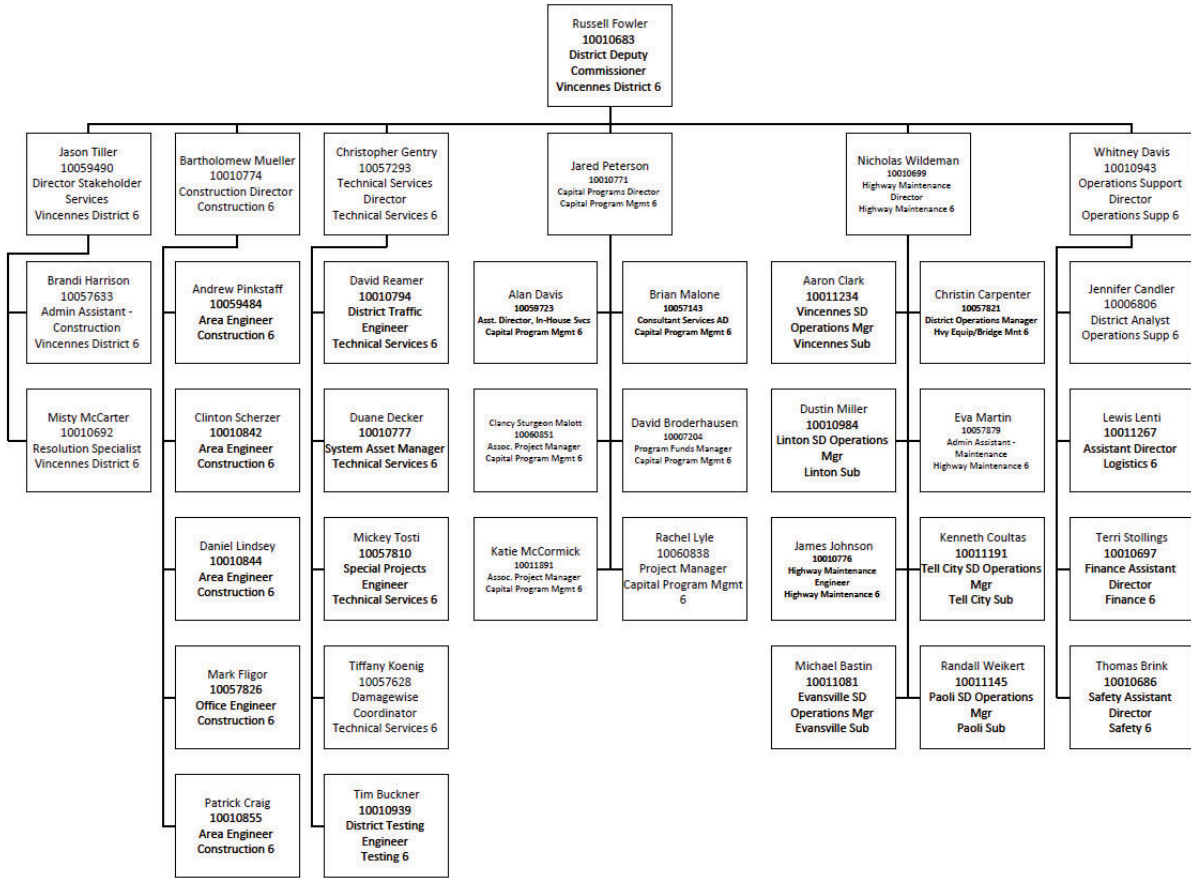 Russell Fowler
10010683
District Deputy
Commissioner
Vincennes District 6
Jason Tiller
10059490
Director Stakeholder
Services
Vincennes District 6
Bartholomew Mueller
10010774
Construction Director
Construction 6
Christopher Gentry
10057293
Technical Services
Director
Technical Services 6
Jared Peterson
10010771
Capital Programs Director
Capital Program Mgmt 6
Nicholas Wildeman
10010699
Highway Maintenance
Director
Highway Maintenance 6
Whitney Davis
10010943
Operations Support
Director
Operations Supp 6
Brandi Harrison
10057633
Admin Assistant -
Construction
Vincennes District 6
Andrew Pinkstaff
10059484
Area Engineer
Construction 6
David Reamer
10010794
District Traffic
Engineer
Technical Services 6
Alan Davis
10059723
Asst. Director, In-House Svcs
Capital Program Mgmt 6
Brian Malone
10057143
Consultant Services AD
Capital Program Mgmt 6
Aaron Clark
10011234
Vincennes SD
Operations Mgr
Vincennes Sub
Christin Carpenter
10057821
District Operations Manager
Hvy Equip/Bridge Mnt 6
Jennifer Candler
10006806
District Analyst
Operations Supp 6
Misty McCarter
10010692
Resolution Specialist
Vincennes District 6
Clinton Scherzer
10010842
Area Engineer
Construction 6
Duane Decker
10010777
System Asset Manager
Technical Services 6
Clancy Sturgeon Malott
10060851
Assoc. Project Manager
Capital Program Mgmt 6
David Broderhausen
10007204
Program Funds Manager
Capital Program Mgmt 6
Dustin Miller
10010984
Linton SD Operations
Mgr
Linton Sub
Eva Martin
10057879
Admin Assistant -
Maintenance
Highway Maintenance 6
Lewis Lenti
10011267
Assistant Director
Logistics 6
Daniel Lindsey
10010844
Area Engineer
Construction 6
Mickey Tosti
10057810
Special Projects
Engineer
Technical Services 6
Katie McCormick
10011891
Assoc. Project Manager
Capital Program Mgmt 6
Rachel Lyle
10060838
Project Manager
Capital Program Mgmt
6
James Johnson
10010776
Highway Maintenance
Engineer
Highway Maintenance 6
Kenneth Coultas
10011191
Tell City SD Operations
Mgr
Tell City Sub
Terri Stollings
10010697
Finance Assistant
Director
Finance 6
Mark Fligor
10057826
Office Engineer
Construction 6
Tiffany Koenig
10057628
Damagewise
Coordinator
Technical Services 6
Michael Bastin
10011081
Evansville SD
Operations Mgr
Evansville Sub
Randall Weikert
10011145
Paoli SD Operations
Mgr
Paoli Sub
Thomas Brink
10010686
Safety Assistant
Director
Safety 6
Patrick Craig
10010855
Area Engineer
Construction 6
Tim Buckner
10010939
District Testing
Engineer
Testing 6